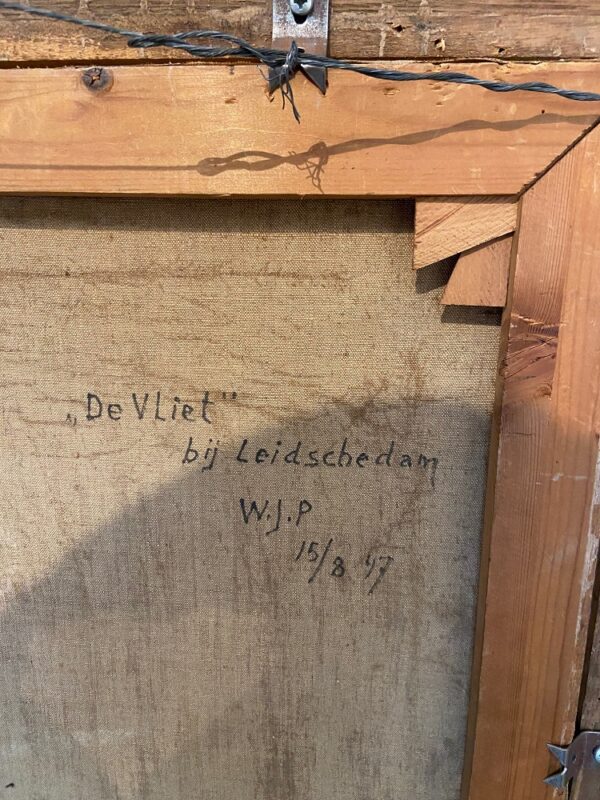 „De Vliet"
bij Leidschedam
W.J.P
15/8 '47